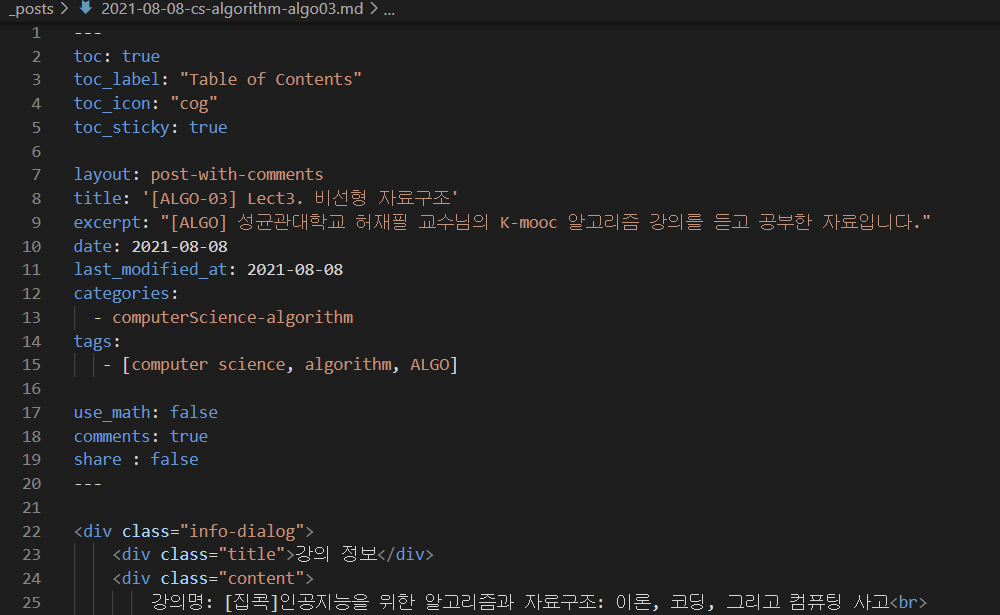 _posts > 2021-08-08-cs-algorithm-algo03.md > ...
1 ---
2 toc: true
3 toc_label: "Table of Contents"
4 toc_icon: "cog"
5 toc_sticky: true
6
7 layout: post-with-comments
8 title: '[ALGO-03] Lect3. 비선형 자료구조'
9 excerpt: "[ALGO] 성균관대학교 허재필 교수님의 K-mooc 알고리즘 강의를 듣고 공부한 자료입니다."
10 date: 2021-08-08
11 last_modified_at: 2021-08-08
12 categories:
13   - computerScience-algorithm
14 tags:
15    - [computer science, algorithm, ALGO]
16
17 use_math: false
18 comments: true
19 share : false
20 ---
21
22 <div class="info-dialog">
23     <div class="title">강의 정보</div>
24     <div class="content">
25         강의명: [집콕]인공지능을 위한 알고리즘과 자료구조: 이론, 코딩, 그리고 컴퓨팅 사고<br>